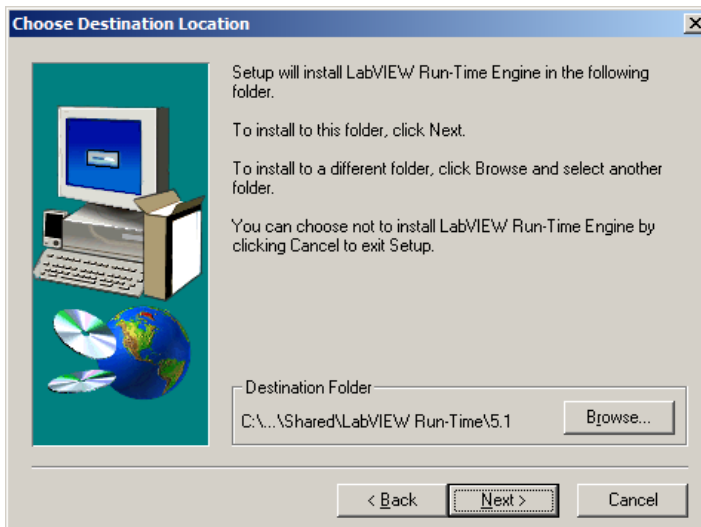 Choose Destination Location
Setup will install LabVIEW Run-Time Engine in the following
folder.
To install to this folder, click Next.
To install to a different folder, click Browse and select another
folder.
You can choose not to install LabVIEW Run-Time Engine by
clicking Cancel to exit Setup.
Destination Folder
C:\...\Shared\LabVIEW Run-Time\5.1
Browse...
< Back
Next >
Cancel